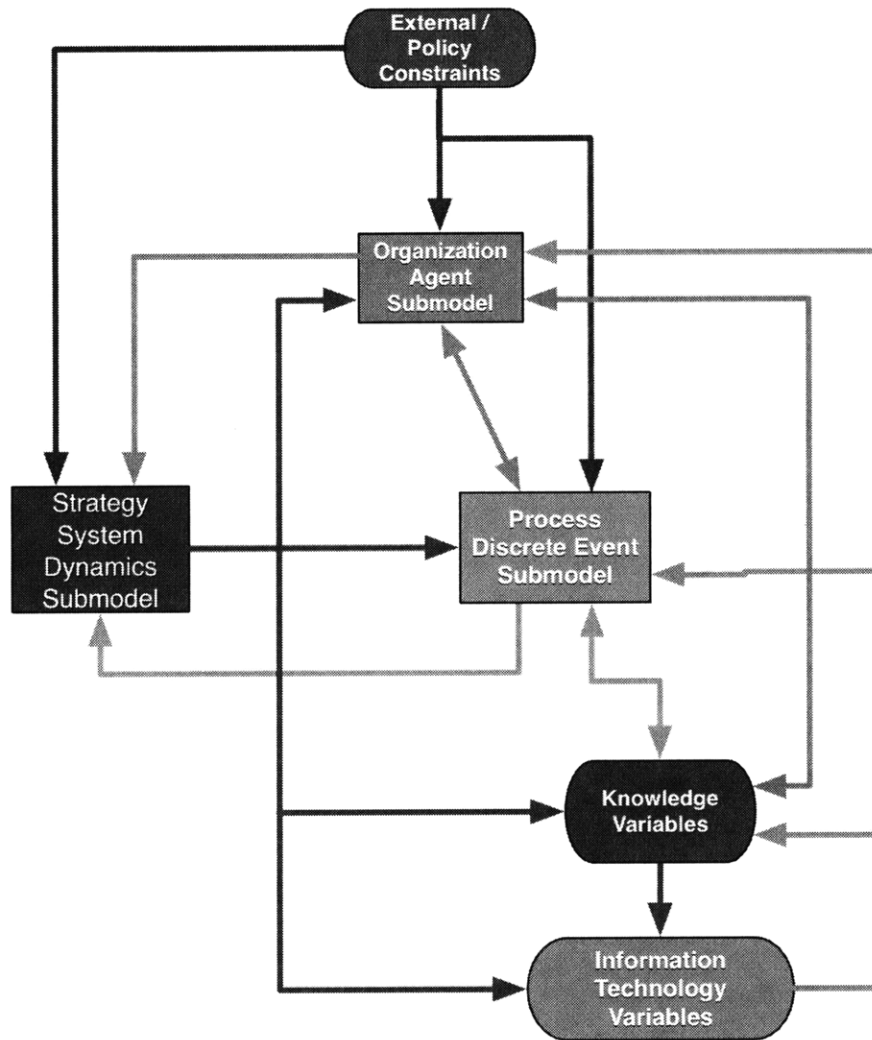 External /
Policy
Constraints
Organization
Agent
Submodel
Strategy
System
Dynamics
Submodel
Process
Discrete Event
Submodel
Knowledge
Variables
Information
Technology
Variables